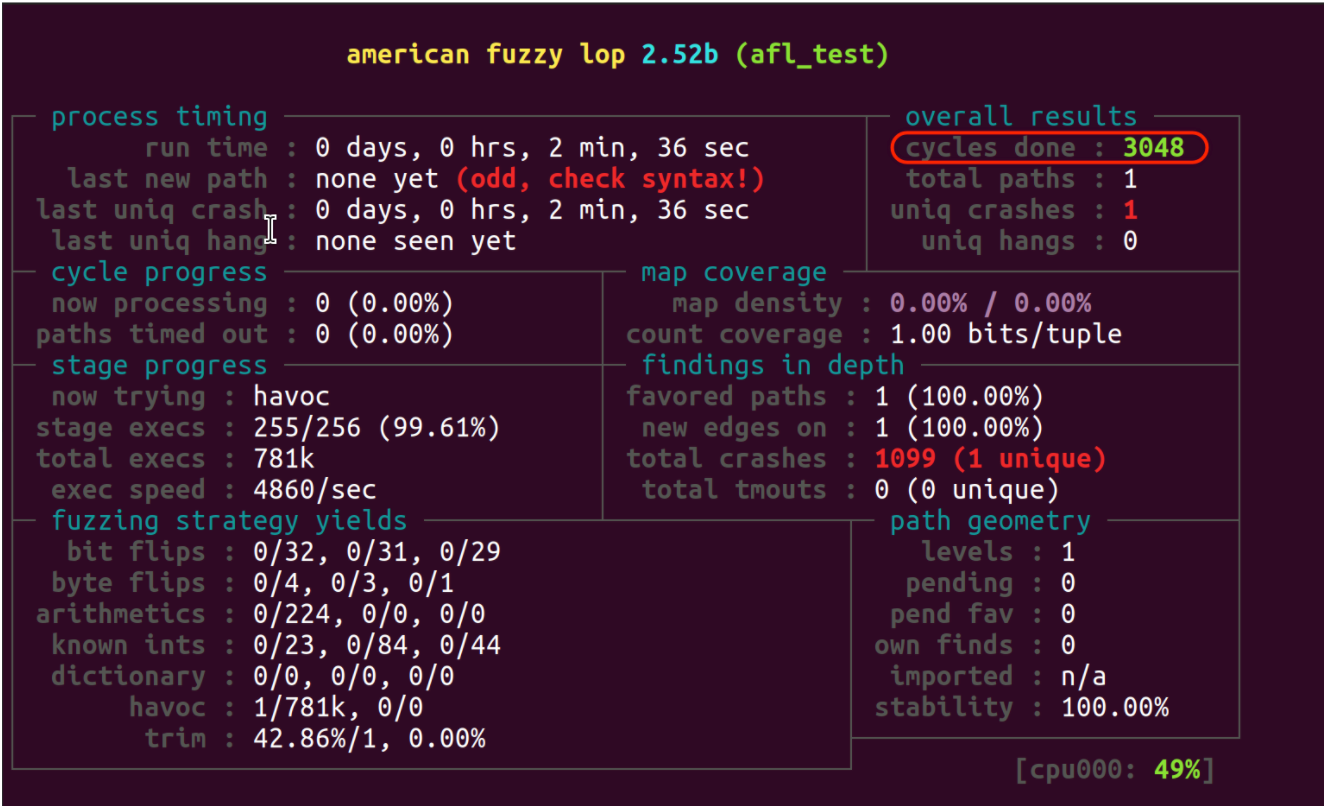 american fuzzy lop 2.52b (afl_test)
process timing
run time : 0 days, 0 hrs, 2 min, 36 sec
last new path : none yet (odd, check syntax!)
last uniq crash : 0 days, 0 hrs, 2 min, 36 sec
last uniq hang : none seen yet
overall results
cycles done : 3048
total paths : 1
uniq crashes : 1
uniq hangs : 0
cycle progress
now processing : 0 (0.00%)
paths timed out : 0 (0.00%)
map coverage
map density : 0.00% / 0.00%
count coverage : 1.00 bits/tuple
stage progress
now trying : havoc
stage execs : 255/256 (99.61%)
total execs : 781k
exec speed : 4860/sec
findings in depth
favored paths : 1 (100.00%)
new edges on : 1 (100.00%)
total crashes : 1099 (1 unique)
total tmouts : 0 (0 unique)
fuzzing strategy yields
bit flips : 0/32, 0/31, 0/29
byte flips : 0/4, 0/3, 0/1
arithmetics : 0/224, 0/0, 0/0
known ints : 0/23, 0/84, 0/44
dictionary : 0/0, 0/0, 0/0
havoc : 1/781k, 0/0
trim : 42.86%/1, 0.00%
path geometry
levels : 1
pending : 0
pend fav : 0
own finds : 0
imported : n/a
stability : 100.00%
[cpu000: 49%]